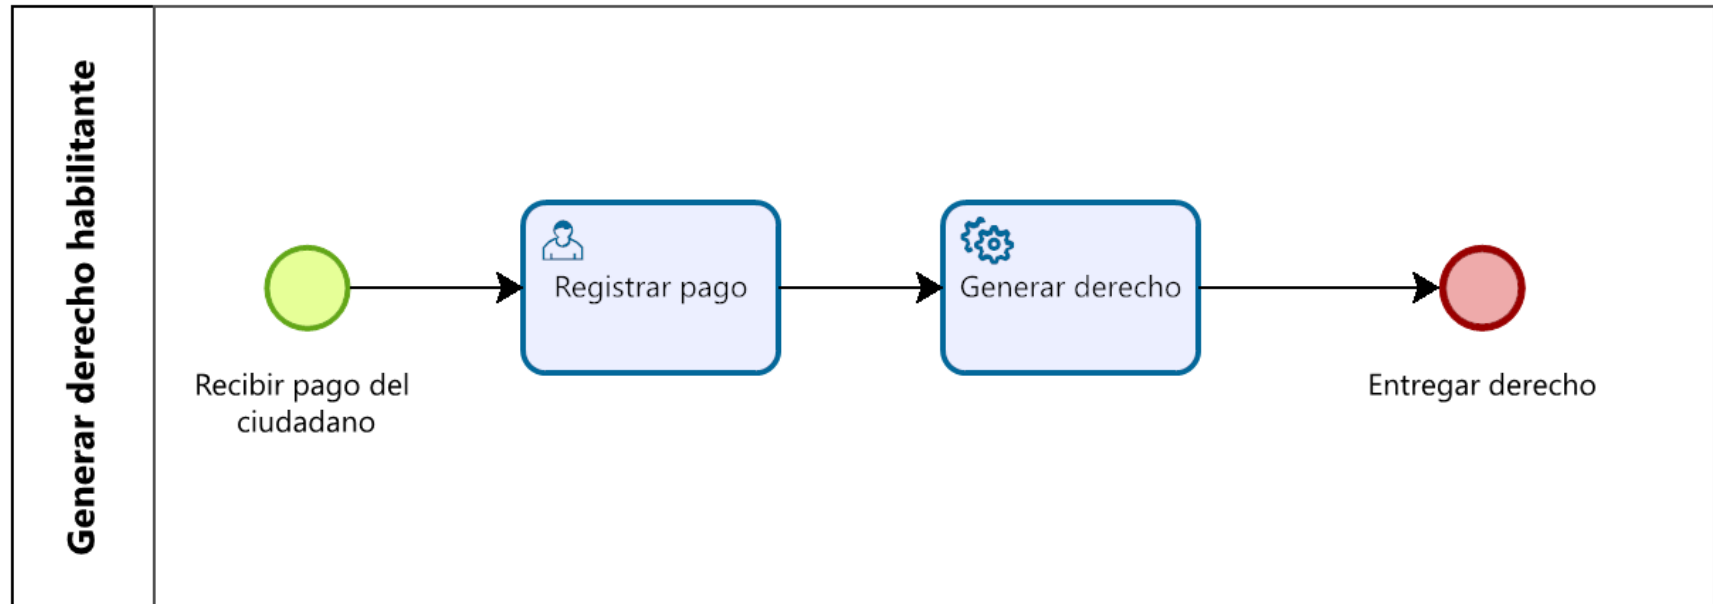 Generar derecho habilitante
Recibir pago del
ciudadano
Registrar pago
Generar derecho
Entregar derecho